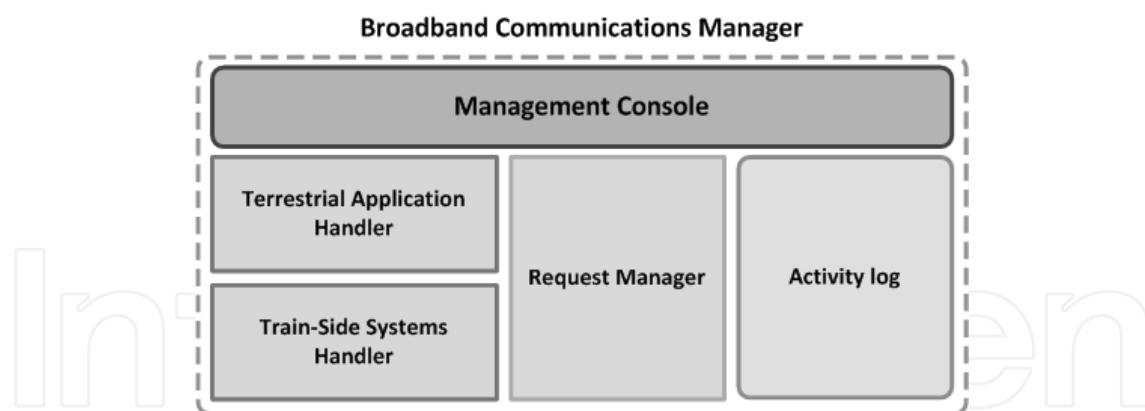 Broadband Communications Manager
Management Console
Terrestrial Application
Handler
Request Manager
Activity log
Train-Side Systems
Handler